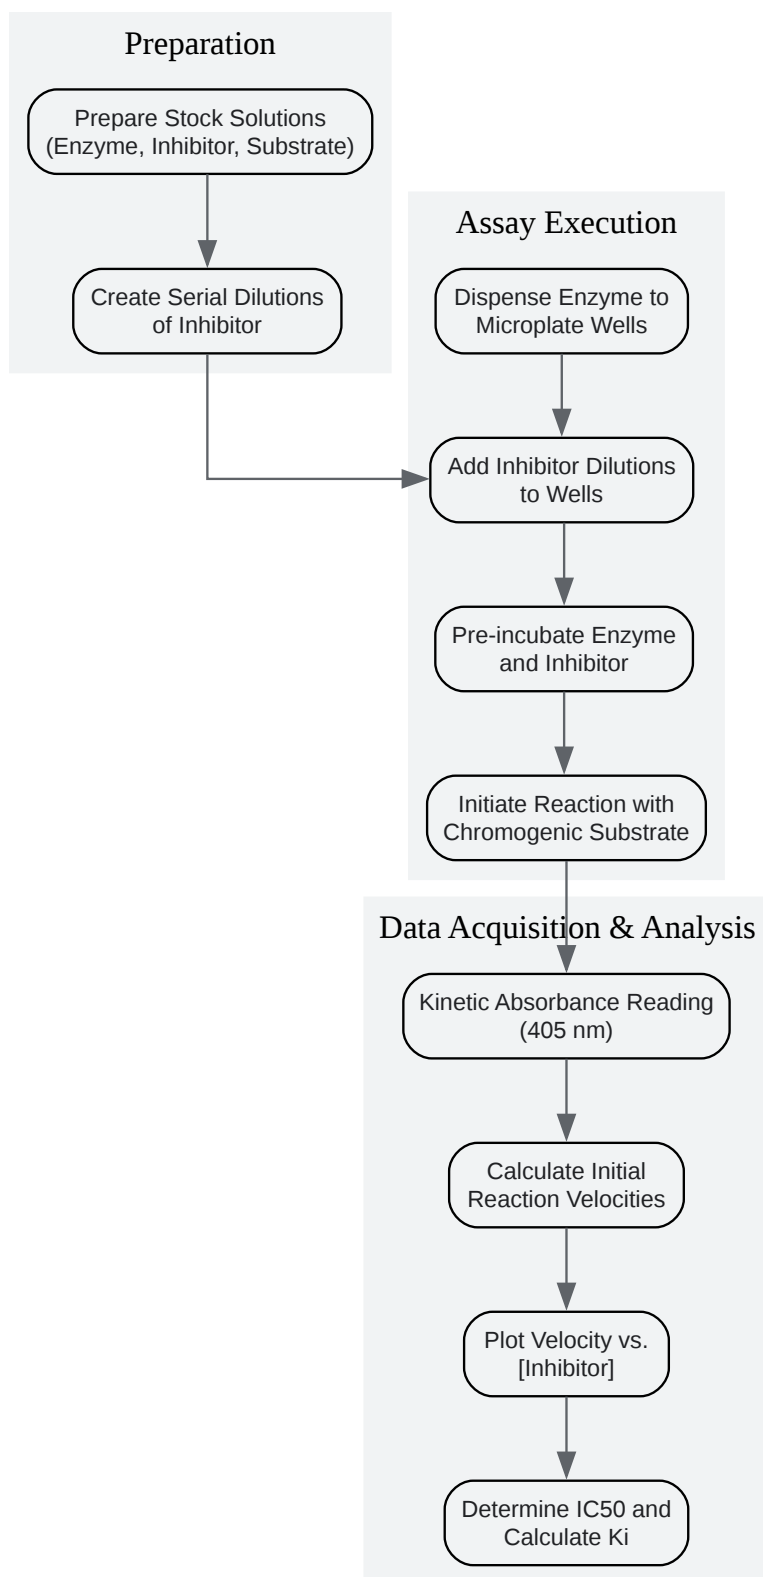 Preparation
Prepare Stock Solutions
(Enzyme, Inhibitor, Substrate)
Create Serial Dilutions
of Inhibitor
Assay Execution
Dispense Enzyme to
Microplate Wells
Add Inhibitor Dilutions
to Wells
Pre-incubate Enzyme
and Inhibitor
Initiate Reaction with
Chromogenic Substrate
Data Acquisition & Analysis
Kinetic Absorbance Reading
(405 nm)
Calculate Initial
Reaction Velocities
Plot Velocity vs.
[Inhibitor]
Determine IC50 and
Calculate Ki